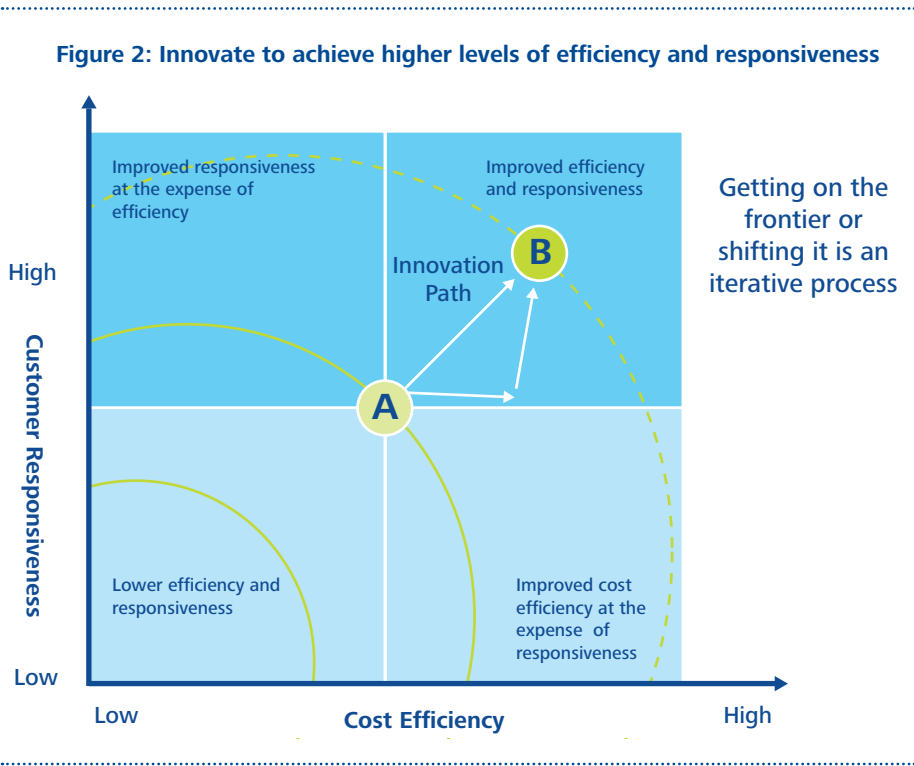 Figure 2: Innovate to achieve higher levels of efficiency and responsiveness
Improved responsiveness
at the expense of
efficiency
Improved efficiency
and responsiveness
Getting on the
frontier or
shifting it is an
iterative process
High
Innovation
Path
B
A
Customer Responsiveness
Lower efficiency and
responsiveness
Improved cost
efficiency at the
expense of
responsiveness
Low
Low
Cost Efficiency
High